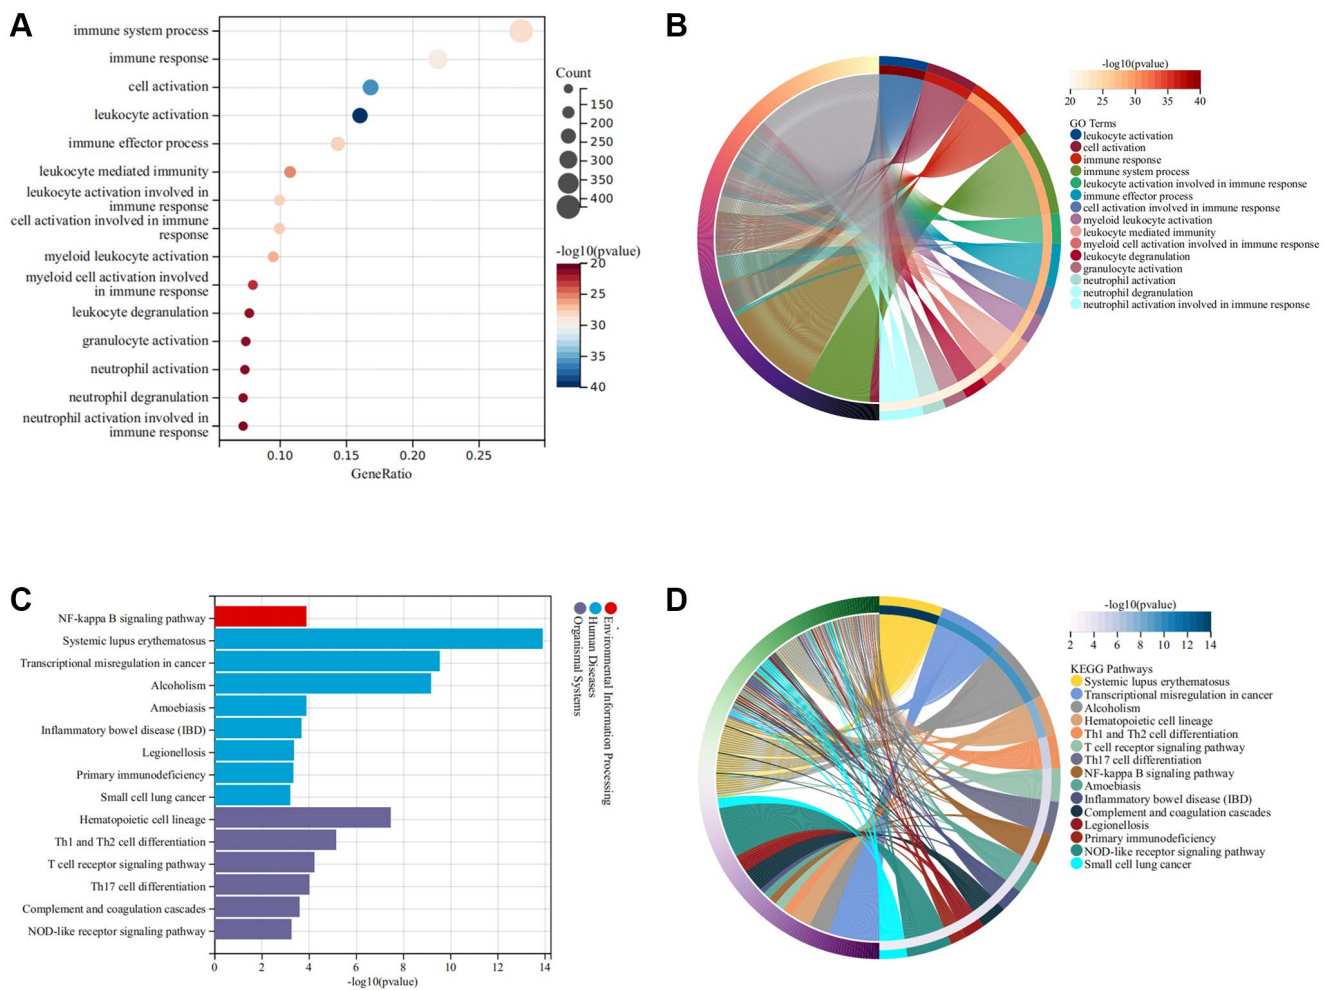 A
immune system process
immune response
cell activation
leukocyte activation
immune effector process
leukocyte mediated immunity
leukocyte activation involved in
immune response
cell activation involved in immune
response
myeloid leukocyte activation
myeloid cell activation involved
in immune response
leukocyte degranulation
granulocyte activation
neutrophil activation
neutrophil degranulation
neutrophil activation involved in
immune response
0.10 0.15 0.20 0.25
GeneRatio
Count
150
200
250
300
350
400
-log10(pvalue)
20
25
30
35
40
B
-log10(pvalue)
20 25 30 35 40
GO Terms
leukocyte activation
cell activation
immune response
immune system process
leukocyte activation involved in immune response
immune effector process
cell activation involved in immune response
myeloid leukocyte activation
leukocyte mediated immunity
myeloid cell activation involved in immune response
leukocyte degranulation
granulocyte activation
neutrophil activation
neutrophil degranulation
neutrophil activation involved in immune response
C
NF-kappa B signaling pathway
Systemic lupus erythematosus
Transcriptional misregulation in cancer
Alcoholism
Amoebiasis
Inflammatory bowel disease (IBD)
Legionellosis
Primary immunodeficiency
Small cell lung cancer
Hematopoietic cell lineage
Th1 and Th2 cell differentiation
T cell receptor signaling pathway
Th17 cell differentiation
Complement and coagulation cascades
NOD-like receptor signaling pathway
0 2 4 6 8 10 12 14
-log10(pvalue)
Environmental Information Processing
Human Diseases
Organismal Systems
D
-log10(pvalue)
2 4 6 8 10 12 14
KEGG Pathways
Systemic lupus erythematosus
Transcriptional misregulation in cancer
Alcoholism
Hematopoietic cell lineage
Th1 and Th2 cell differentiation
T cell receptor signaling pathway
Th17 cell differentiation
NF-kappa B signaling pathway
Amoebiasis
Inflammatory bowel disease (IBD)
Complement and coagulation cascades
Legionellosis
Primary immunodeficiency
NOD-like receptor signaling pathway
Small cell lung cancer